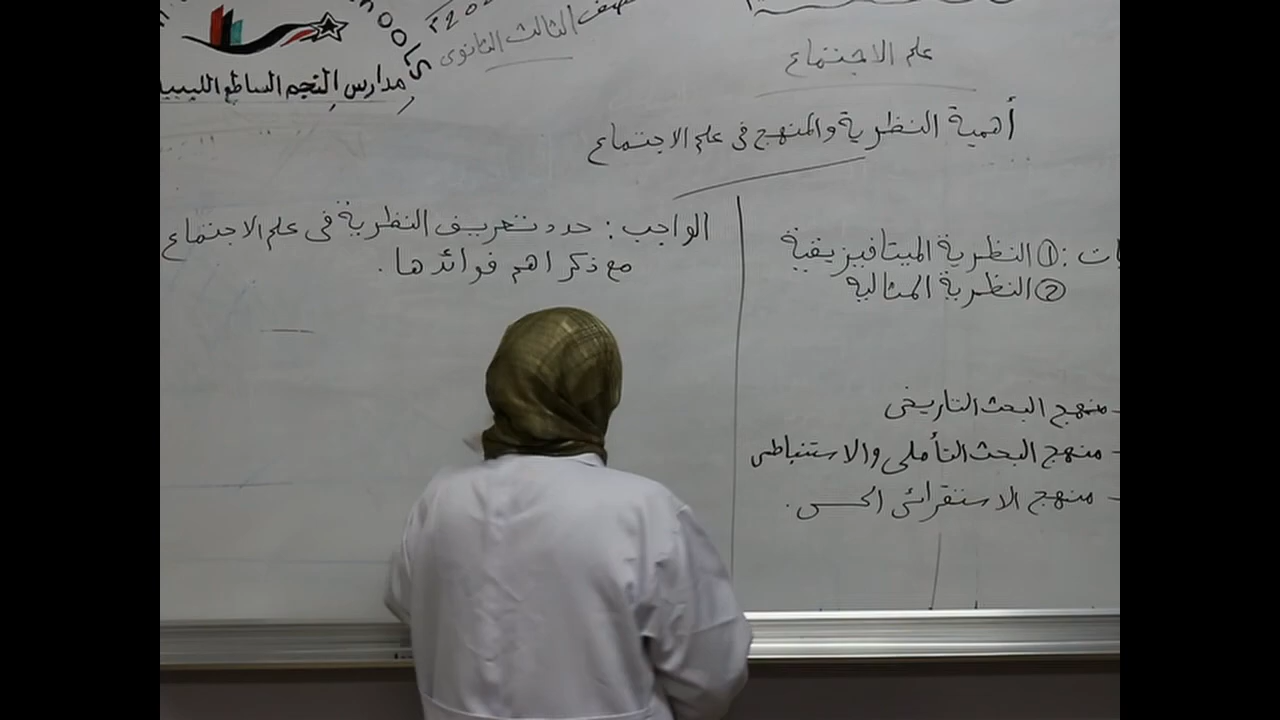 الصف الثالث الثانوي
مدارس النجم الساطع الليبية
علم الاجتماع
أهمية النظرية والمنهج في علم الاجتماع
① النظرية الميتافيزيقية
② النظرية المثالية
- منهج البحث التاريخي
- منهج البحث التأملي والاستنباطي
- منهج الاستقرائي الحسي.
الواجب: حدد تعريف النظرية في علم الاجتماع
مع ذكر اهم فوائدها.